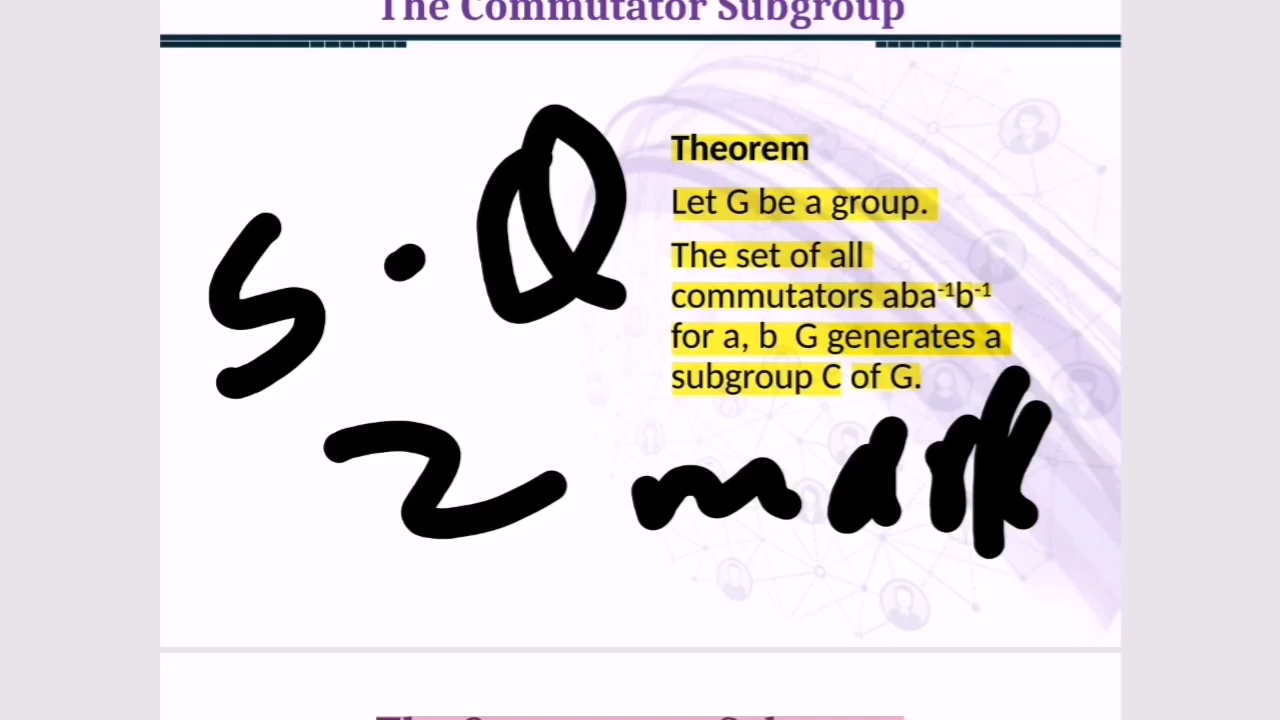 The Commutator Subgroup
Theorem
Let G be a group.
The set of all
commutators aba⁻¹b⁻¹
for a, b G generates a
subgroup C of G.
S.Q
2 mark